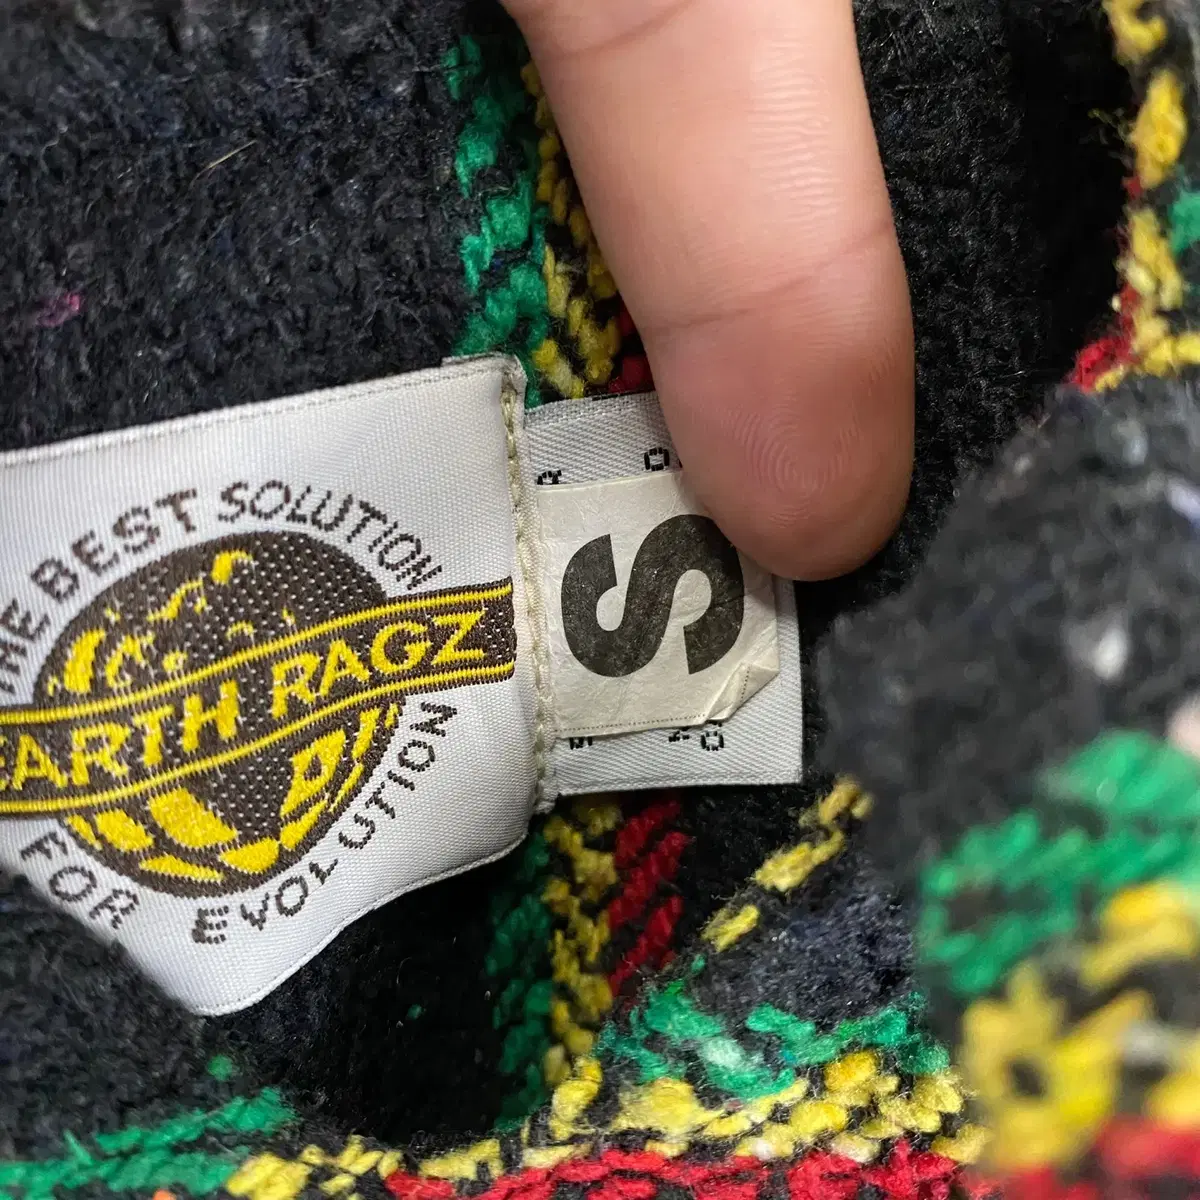 THE BEST SOLUTION
EARTH RAGZ
FOR EVOLUTION
S